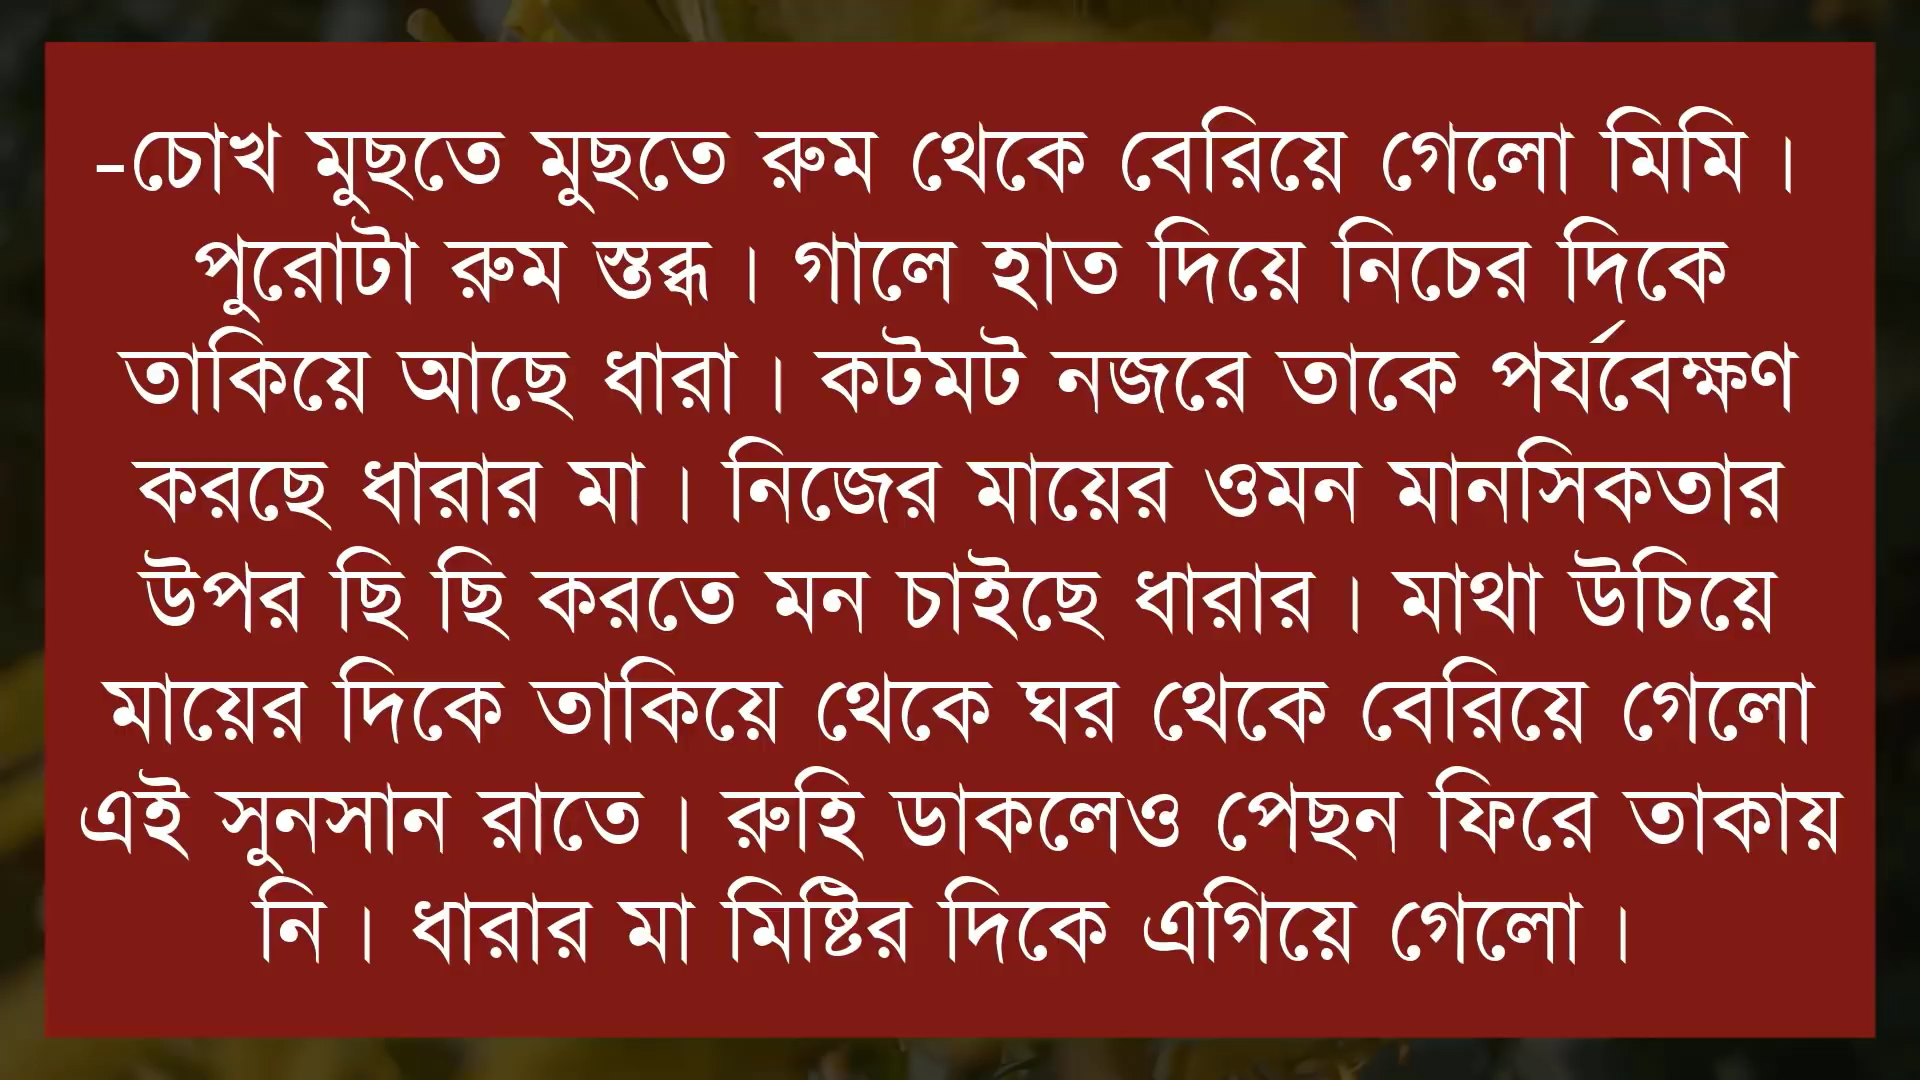 -চোখ মুছতে মুছতে রুম থেকে বেরিয়ে গেলো মিমি ।
পুরোটা রুম স্তব্ধ । গালে হাত দিয়ে নিচের দিকে
তাকিয়ে আছে ধারা । কটমট নজরে তাকে পর্যবেক্ষণ
করছে ধারার মা । নিজের মায়ের ওমন মানসিকতার
উপর ছি ছি করতে মন চাইছে ধারার । মাথা উচিয়ে
মায়ের দিকে তাকিয়ে থেকে ঘর থেকে বেরিয়ে গেলো
এই সুনসান রাতে । রুহি ডাকলেও পেছন ফিরে তাকায়
নি । ধারার মা মিষ্টির দিকে এগিয়ে গেলো ।